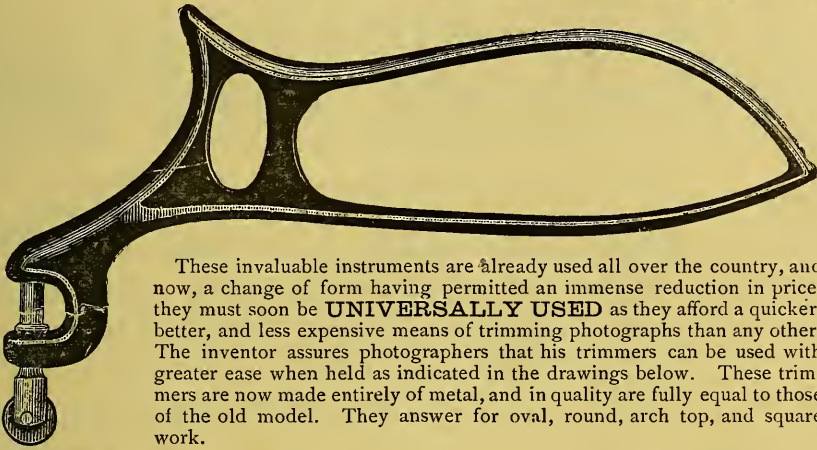 These invaluable instruments are already used all over the country, and
now, a change of form having permitted an immense reduction in price
they must soon be UNIVERSALLY USED as they afford a quicker
better, and less expensive means of trimming photographs than any other
The inventor assures photographers that his trimmers can be used with
greater ease when held as indicated in the drawings below. These trim
mers are now made entirely of metal, and in quality are fully equal to those
of the old model. They answer for oval, round, arch top, and square
work.